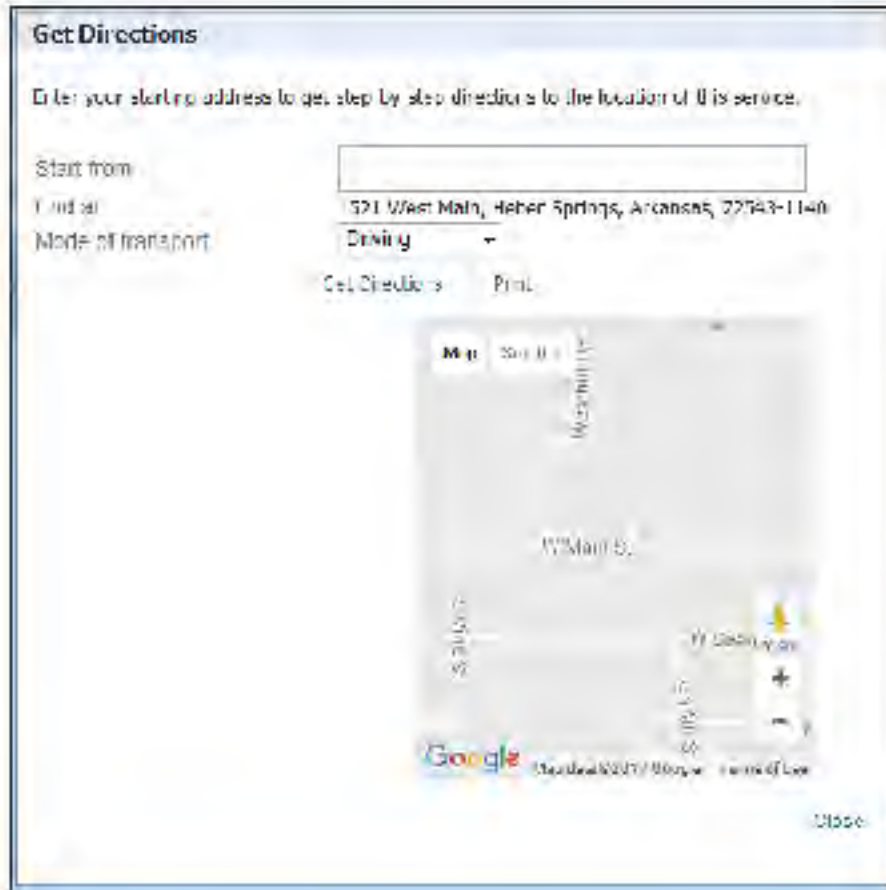 Get Directions
Enter your starting address to get step by step directions to the location of this service.
Start from
End at
521 West Main, Heber Springs, Arkansas,
Mode of transport
Driving
Get Directions Print
Map
W Main St
Google
Terms of Use
Close